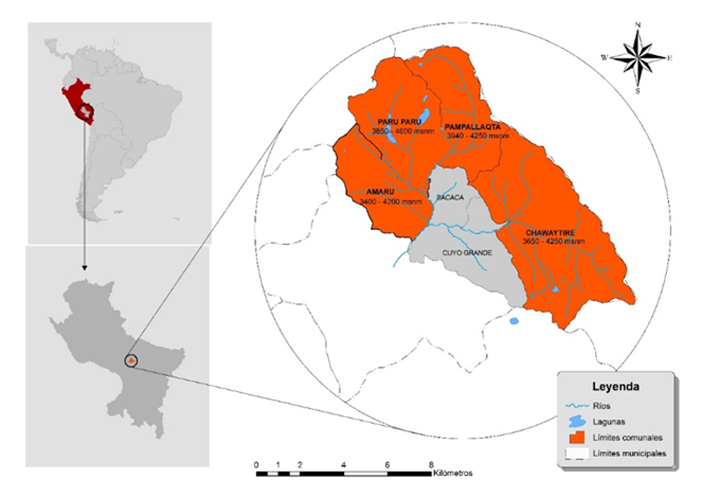 N
W E
S
PARU PARU
3850 - 4600 msnm
PAMPALLAQTA
3940 - 4250 msnm
AMARU
3400 - 4200 msnm
SACACA
CHAWAYTIRE
3650 - 4250 msnm
CUYO GRANDE
Leyenda
Ríos
Lagunas
Límites comunales
Límites municipales
0 1 2 4 6 8
Kilómetros